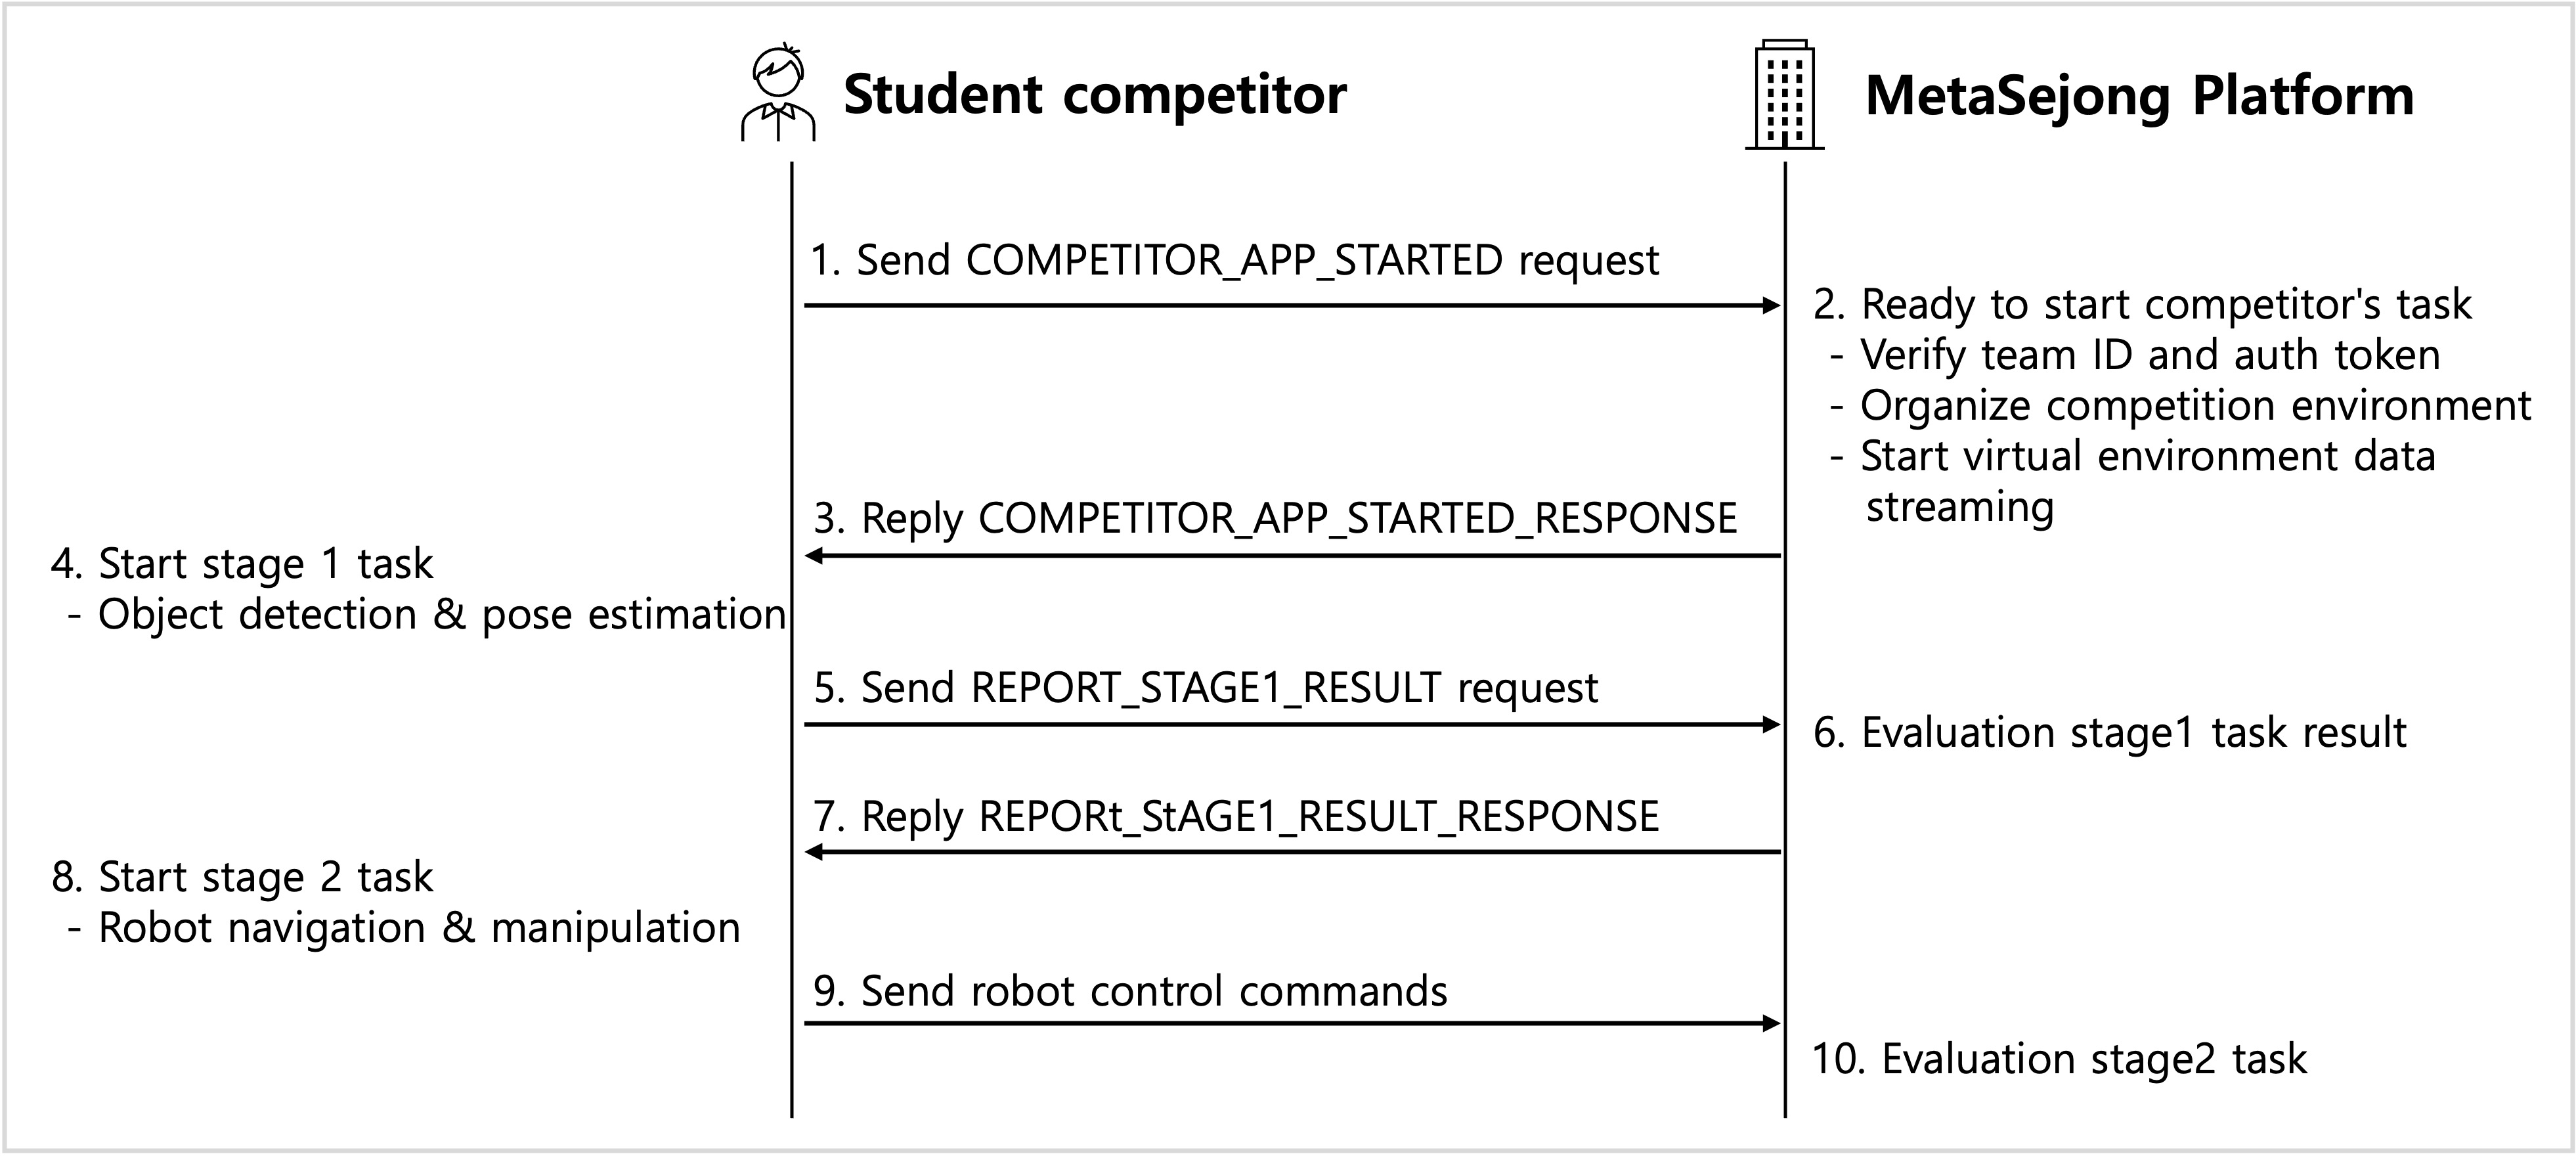 Student competitor
MetaSejong Platform
1. Send COMPETITOR_APP_STARTED request
2. Ready to start competitor's task
- Verify team ID and auth token
- Organize competition environment
- Start virtual environment data
streaming
3. Reply COMPETITOR_APP_STARTED_RESPONSE
4. Start stage 1 task
- Object detection & pose estimation
5. Send REPORT_STAGE1_RESULT request
6. Evaluation stage1 task result
7. Reply REPORt_StAGE1_RESULT_RESPONSE
8. Start stage 2 task
- Robot navigation & manipulation
9. Send robot control commands
10. Evaluation stage2 task